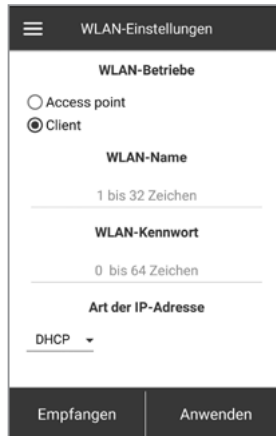 WLAN-Einstellungen
WLAN-Betriebe
Access point
Client
WLAN-Name
1 bis 32 Zeichen
WLAN-Kennwort
0 bis 64 Zeichen
Art der IP-Adresse
DHCP
Empfangen Anwenden